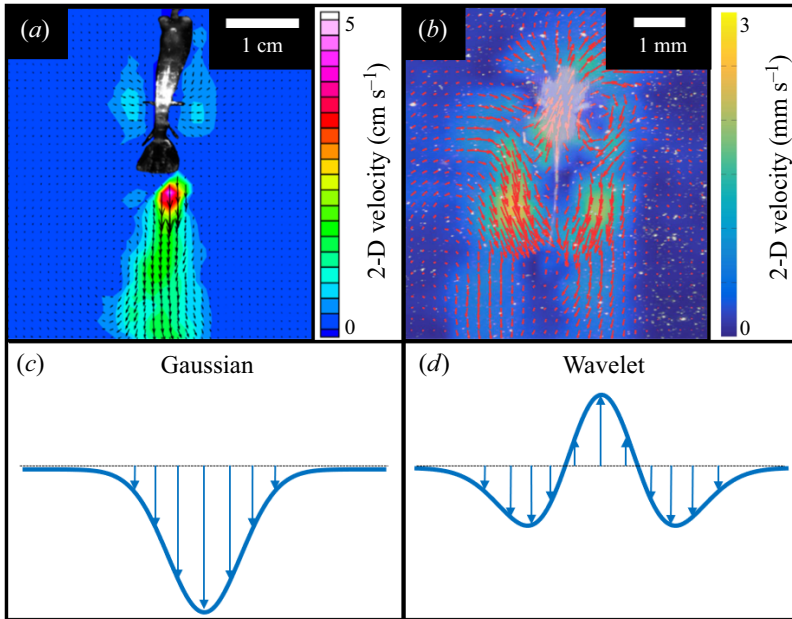 (a)
1 cm
5
0
2-D velocity (cm s⁻¹)
(b)
1 mm
3
0
2-D velocity (mm s⁻¹)
(c)
Gaussian
(d)
Wavelet